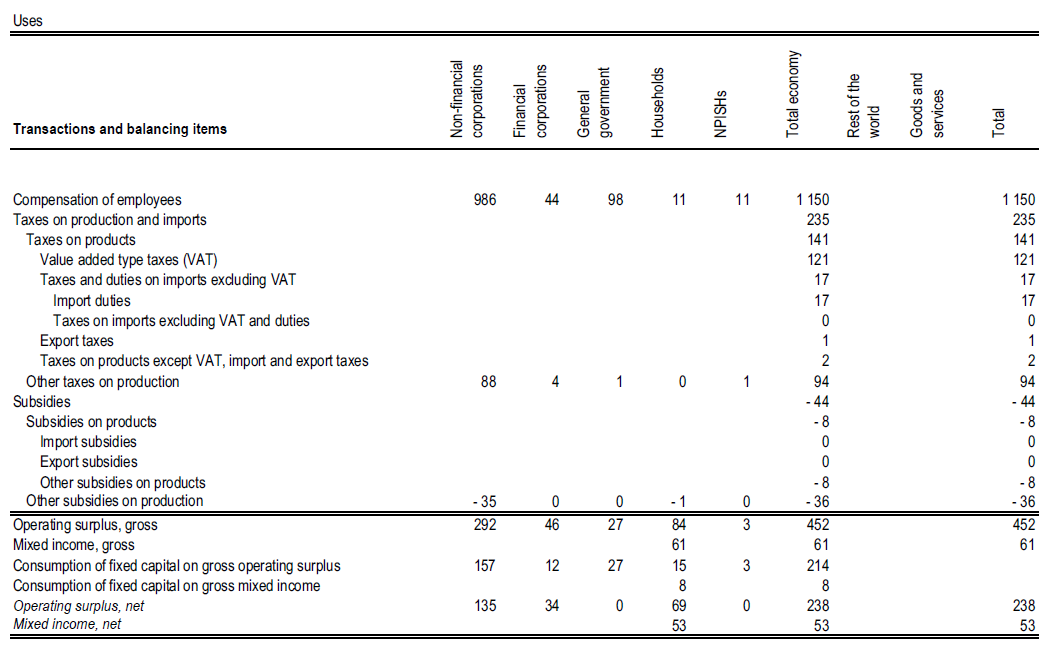 Uses
Transactions and balancing items Non-financial corporations Financial corporations General government Households NPISHs Total economy Rest of the world Goods and services Total
Compensation of employees 986 44 98 11 11 1 150 1 150
Taxes on production and imports 235 235
Taxes on products 141 141
Value added type taxes (VAT) 121 121
Taxes and duties on imports excluding VAT 17 17
Import duties 17 17
Taxes on imports excluding VAT and duties 0 0
Export taxes 1 1
Taxes on products except VAT, import and export taxes 2 2
Other taxes on production 88 4 1 0 1 94 94
Subsidies - 44 - 44
Subsidies on products - 8 - 8
Import subsidies 0 0
Export subsidies 0 0
Other subsidies on products - 8 - 8
Other subsidies on production - 35 0 0 - 1 0 - 36 - 36
Operating surplus, gross 292 46 27 84 3 452 452
Mixed income, gross 61 61 61
Consumption of fixed capital on gross operating surplus 157 12 27 15 3 214
Consumption of fixed capital on gross mixed income 8 8
Operating surplus, net 135 34 0 69 0 238 238
Mixed income, net 53 53 53